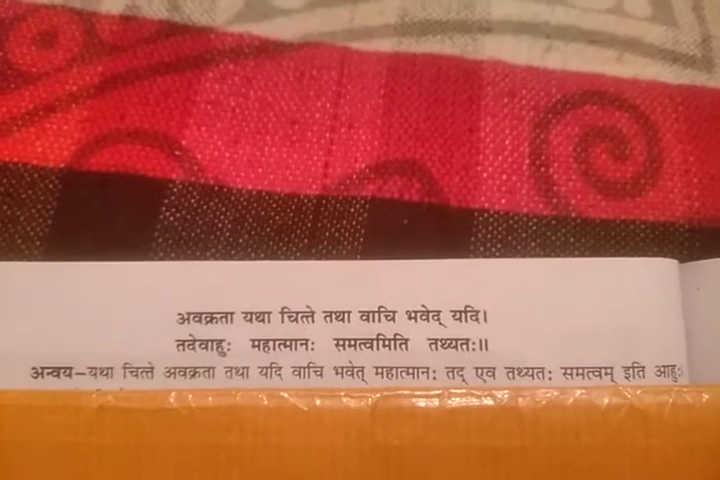 अवक्रता यथा चित्ते तथा वाचि भवेद् यदि।
तदेवाहुः महात्मानः समत्वमिति तथ्यतः॥
अन्वय–यथा चित्ते अवक्रता तथा यदि वाचि भवेत् महात्मानः तद् एव तथ्यतः समत्वम् इति आहुः।